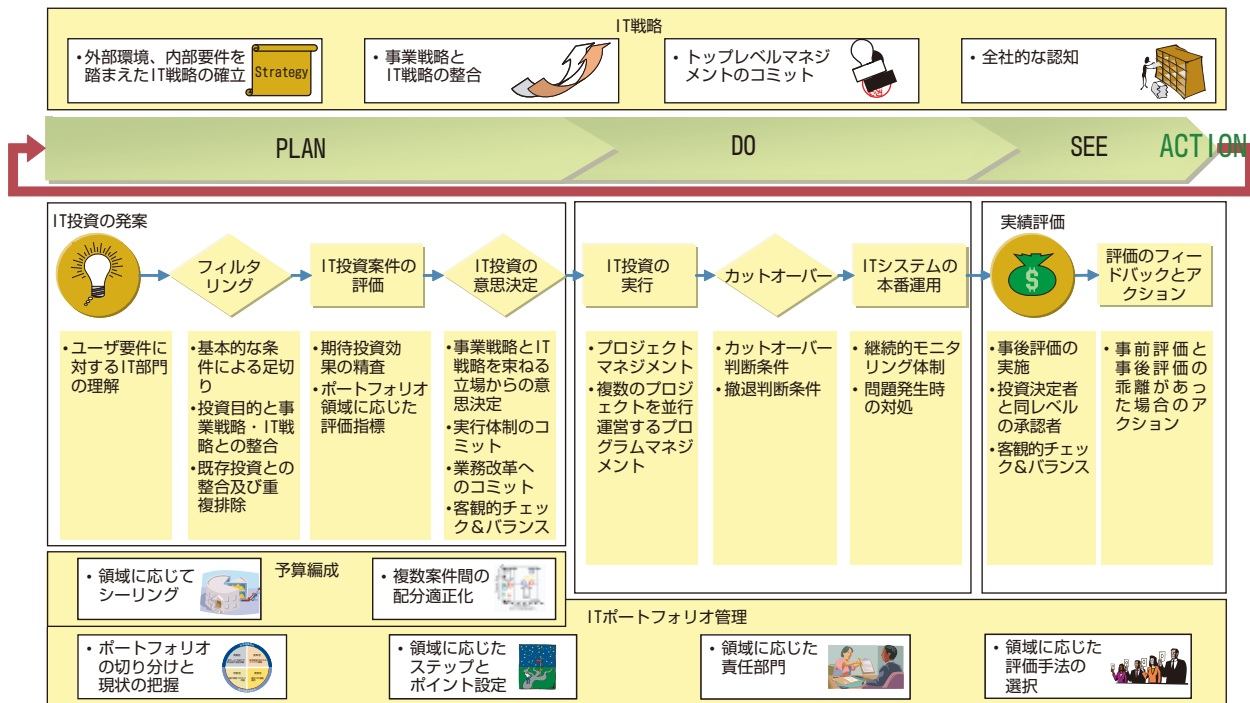 IT戦略
・外部環境、内部要件を
踏まえたIT戦略の確立
Strategy
・事業戦略と
IT戦略の整合
・トップレベルマネジ
メントのコミット
・全社的な認知
PLAN
DO
SEE
ACTION
IT投資の発案
フィルタ
リング
IT投資案件の
評価
IT投資の
意思決定
・ユーザ要件に
対するIT部門
の理解
・基本的な条
件による足切
り
・投資目的と事
業戦略・IT戦
略との整合
・既存投資との
整合及び重
複排除
・期待投資効
果の精査
・ポートフォリオ
領域に応じた
評価指標
・事業戦略とIT
戦略を束ねる
立場からの意
思決定
・実行体制のコ
ミット
・業務改革へ
のコミット
・客観的チェッ
ク&バランス
IT投資の
実行
カットオーバー
ITシステムの
本番運用
・プロジェクト
マネジメント
・複数のプロジ
ェクトを並行
運営するプロ
グラムマネジ
メント
・カットオーバー
判断条件
・撤退判断条件
・継続的モニタ
リング体制
・問題発生時
の対処
実績評価
$
評価のフィー
ドバックとア
クション
・事後評価の
実施
・投資決定者
と同レベル
の承認者
・客観的チェッ
ク&バランス
・事前評価と
事後評価の
乖離があっ
た場合のア
クション
予算編成
・領域に応じて
シーリング
・複数案件間の
配分適正化
ITポートフォリオ管理
・ポートフォリオ
の切り分けと
現状の把握
・領域に応じた
ステップと
ポイント設定
・領域に応じた
責任部門
・領域に応じた
評価手法の
選択